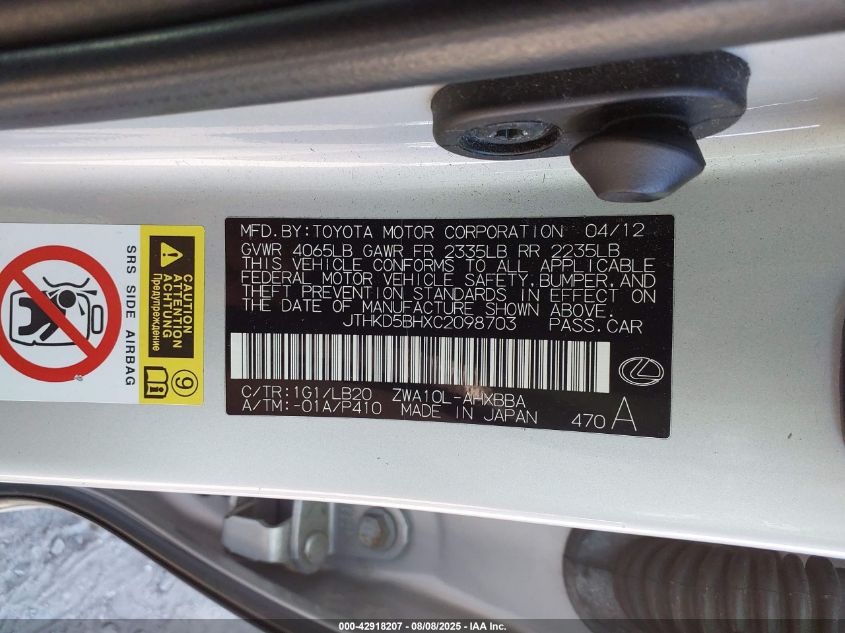 MFD.BY:TOYOTA MOTOR CORPORATION 04/12
GVWR 4065LB GAWR FR 2335LB RR 2235LB
THIS VEHICLE CONFORMS TO ALL APPLICABLE
FEDERAL MOTOR VEHICLE SAFETY,BUMPER,AND
THEFT PREVENTION STANDARDS IN EFFECT ON
THE DATE OF MANUFACTURE SHOWN ABOVE.
JTHKD5BHXC2098703 PASS.CAR
C/TR:1G1/LB20 ZWA10L-AHXBBA
A/TM:-01A/P410 MADE IN JAPAN
470 A
SRS SIDE AIRBAG
CAUTION
ATTENTION
ACHTUNG
Предупреждение
9
000-42918207 - 08/08/2025 - IAA Inc.